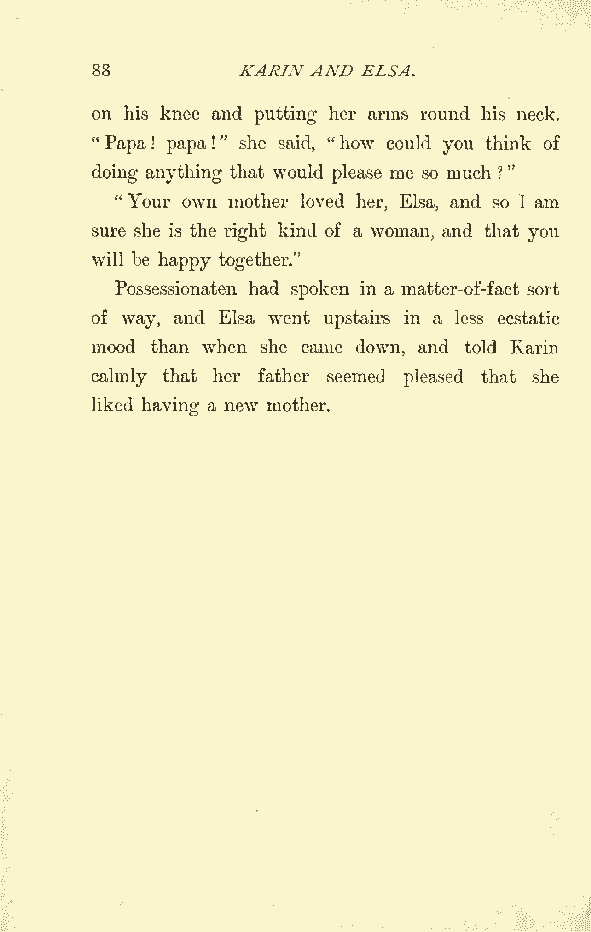 88 KARIN AND ELSA.
on his knee and putting her arms round his neck.
“Papa! papa!” she said, “how could you think of
doing anything that would please me so much?”
“Your own mother loved her, Elsa, and so I am
sure she is the right kind of a woman, and that you
will be happy together.”
Possessionaten had spoken in a matter-of-fact sort
of way, and Elsa went upstairs in a less ecstatic
mood than when she came down, and told Karin
calmly that her father seemed pleased that she
liked having a new mother.